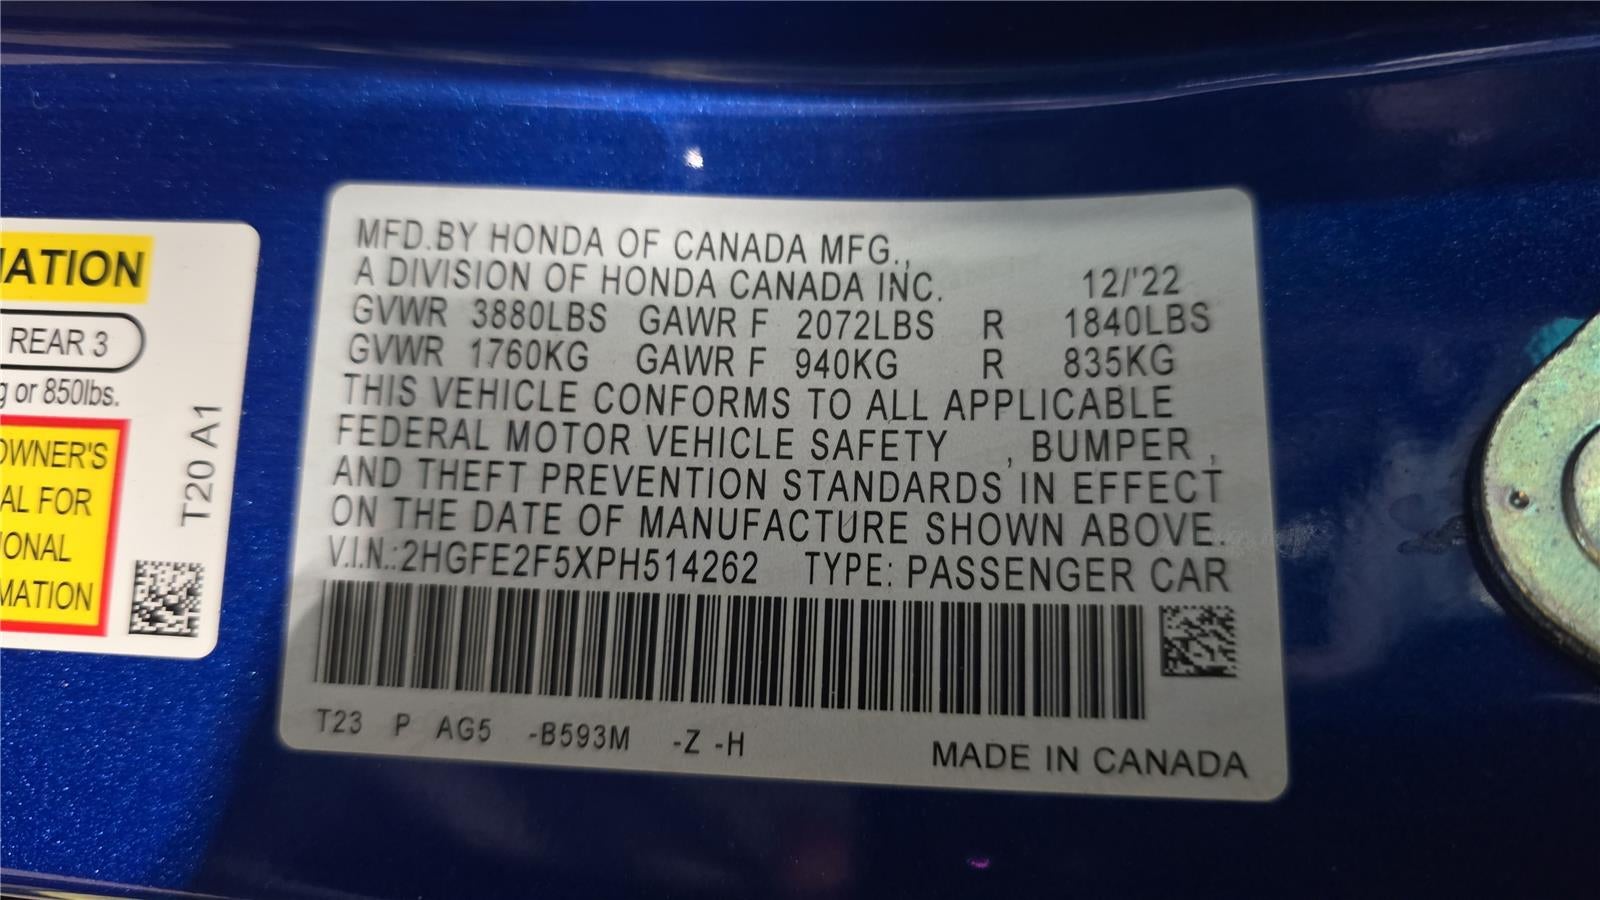 MFD.BY HONDA OF CANADA MFG.,
A DIVISION OF HONDA CANADA INC. 12/'22
GVWR 3880LBS GAWR F 2072LBS R 1840LBS
GVWR 1760KG GAWR F 940KG R 835KG
THIS VEHICLE CONFORMS TO ALL APPLICABLE
FEDERAL MOTOR VEHICLE SAFETY , BUMPER ,
AND THEFT PREVENTION STANDARDS IN EFFECT
ON THE DATE OF MANUFACTURE SHOWN ABOVE.
V.I.N.:2HGFE2F5XPH514262 TYPE: PASSENGER CAR
T23 P AG5 -B593M -Z -H
MADE IN CANADA
MATION
REAR 3
g or 850lbs.
OWNER'S
AL FOR
IONAL
MATION
T20 A1